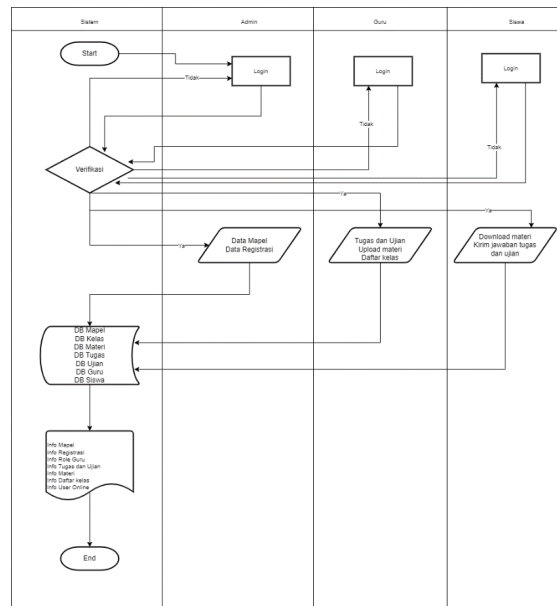 Sistem
Admin
Guru
Siswa
Start
Login
Login
Login
Tidak
Tidak
Tidak
Verifikasi
Ya
Ya
Ya
Data Mapel
Data Registrasi
Tugas dan Ujian
Upload materi
Daftar kelas
Download materi
Kirim jawaban tugas
dan ujian
DB Mapel
DB Kelas
DB Materi
DB Tugas
DB Ujian
DB Guru
DB Siswa
Info Mapel
Info Registrasi
Info Role Guru
Info Tugas dan Ujian
Info Materi
Info Daftar kelas
Info User Online
End